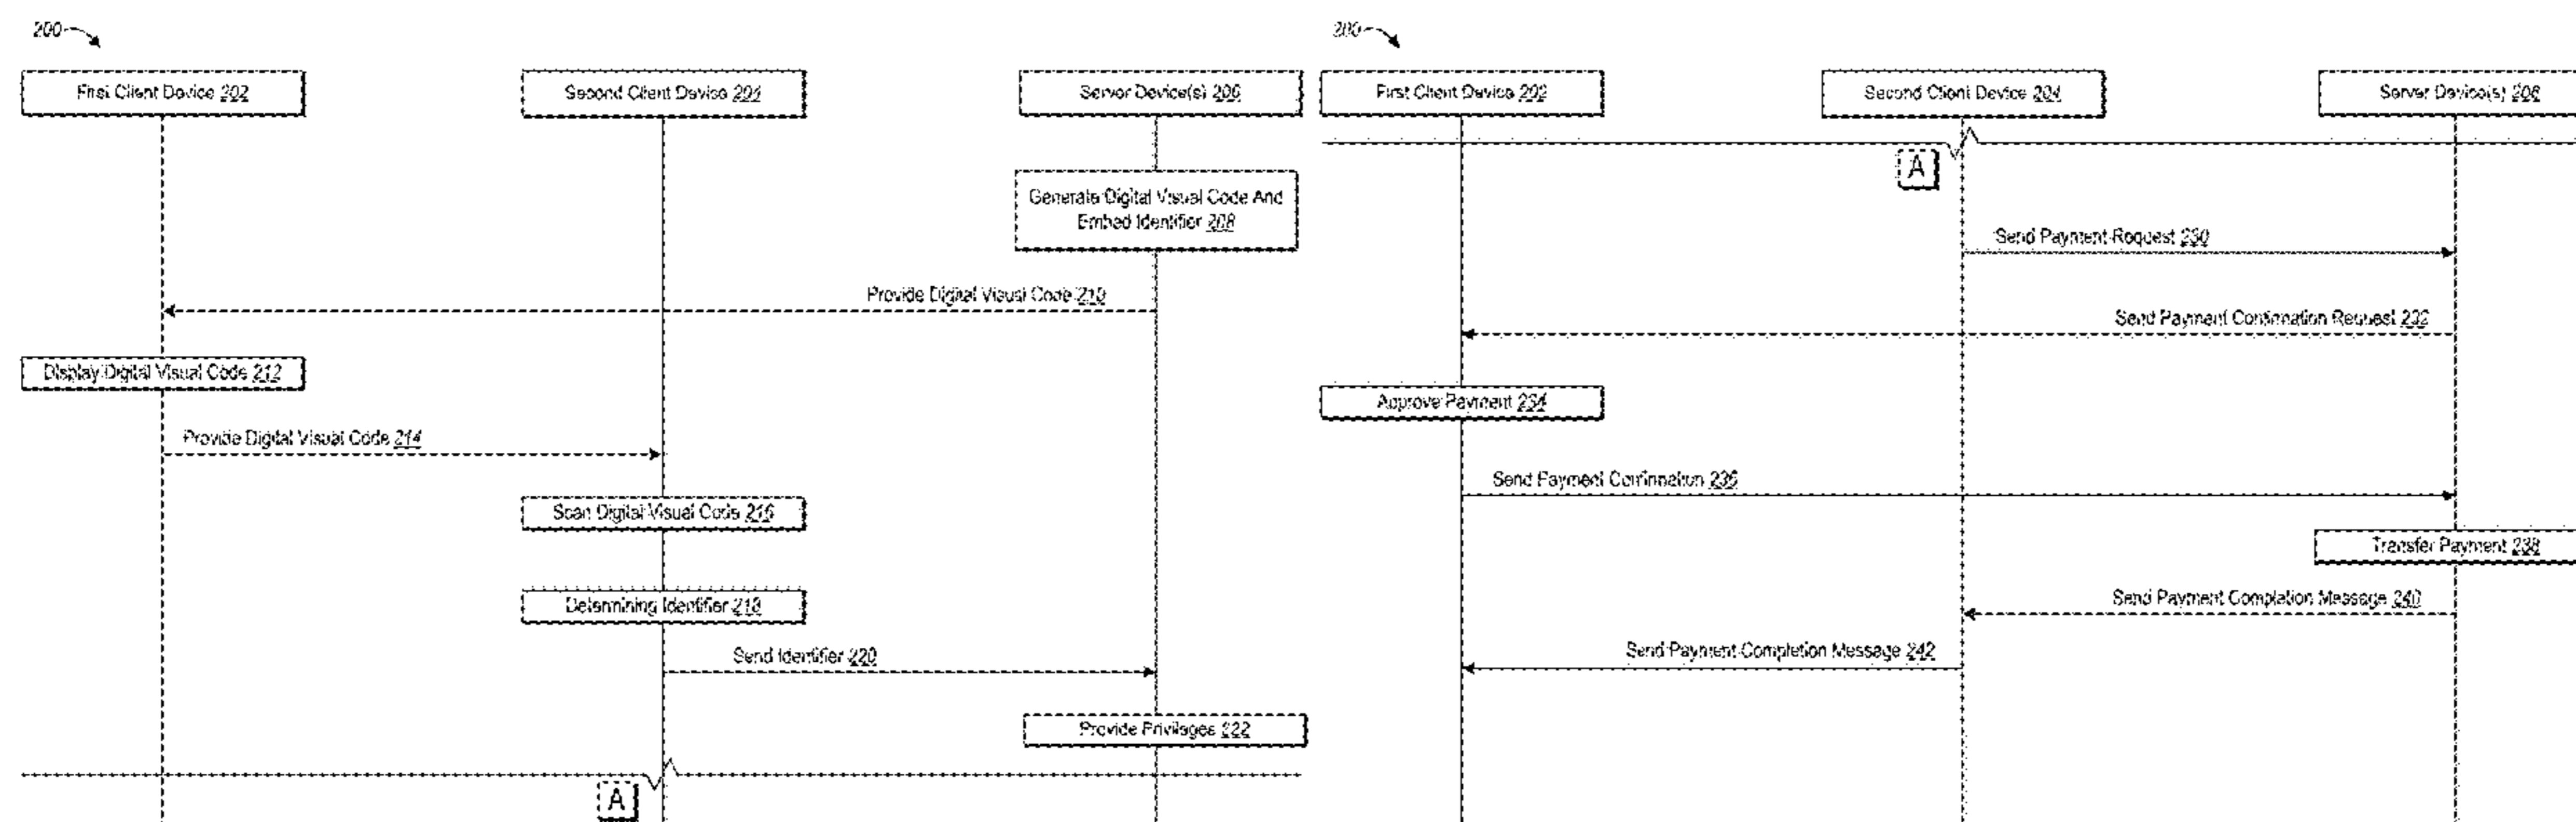 200
First Client Device 202
Second Client Device 204
Server Device(s) 206
Generate Digital Visual Code And
Embed Identifier 208
Provide Digital Visual Code 210
Display Digital Visual Code 212
Provide Digital Visual Code 214
Scan Digital Visual Code 216
Determining Identifier 218
Send Identifier 220
Provide Privileges 222
A
200
First Client Device 202
Second Client Device 204
Server Device(s) 206
A
Send Payment Request 230
Send Payment Confirmation Request 232
Approve Payment 234
Send Payment Confirmation 236
Transfer Payment 238
Send Payment Completion Message 240
Send Payment Completion Message 242